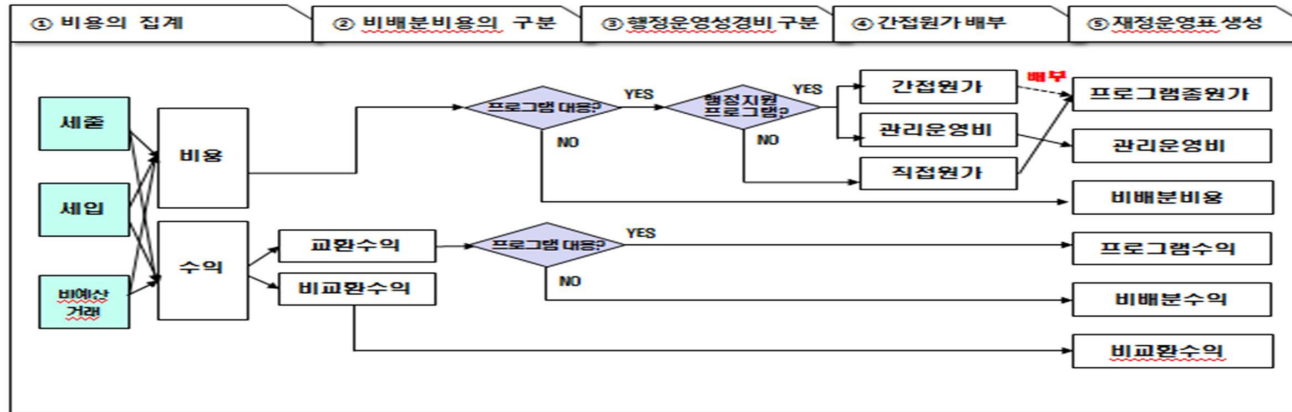 ① 비용의 집계
② 비배분비용의 구분
③행정운영성경비 구분
④간접원가 배부
⑤재정운영표 생성
세출
세입
비예산
거래
비용
수익
교환수익
비교환수익
프로그램 대응?
YES
NO
행정지원
프로그램?
YES
NO
간접원가
관리운영비
직접원가
배부
프로그램총원가
관리운영비
비배분비용
프로그램 대응?
YES
NO
프로그램수익
비배분수익
비교환수익